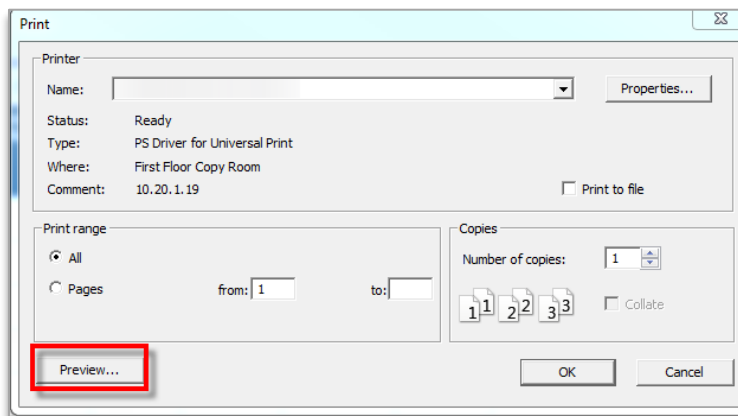 Print
Printer
Name:
Properties...
Status: Ready
Type: PS Driver for Universal Print
Where: First Floor Copy Room
Comment: 10.20.1.19
Print to file
Print range
All
Pages from: 1 to:
Copies
Number of copies: 1
1 1 2 2 3 3
Collate
Preview...
OK
Cancel